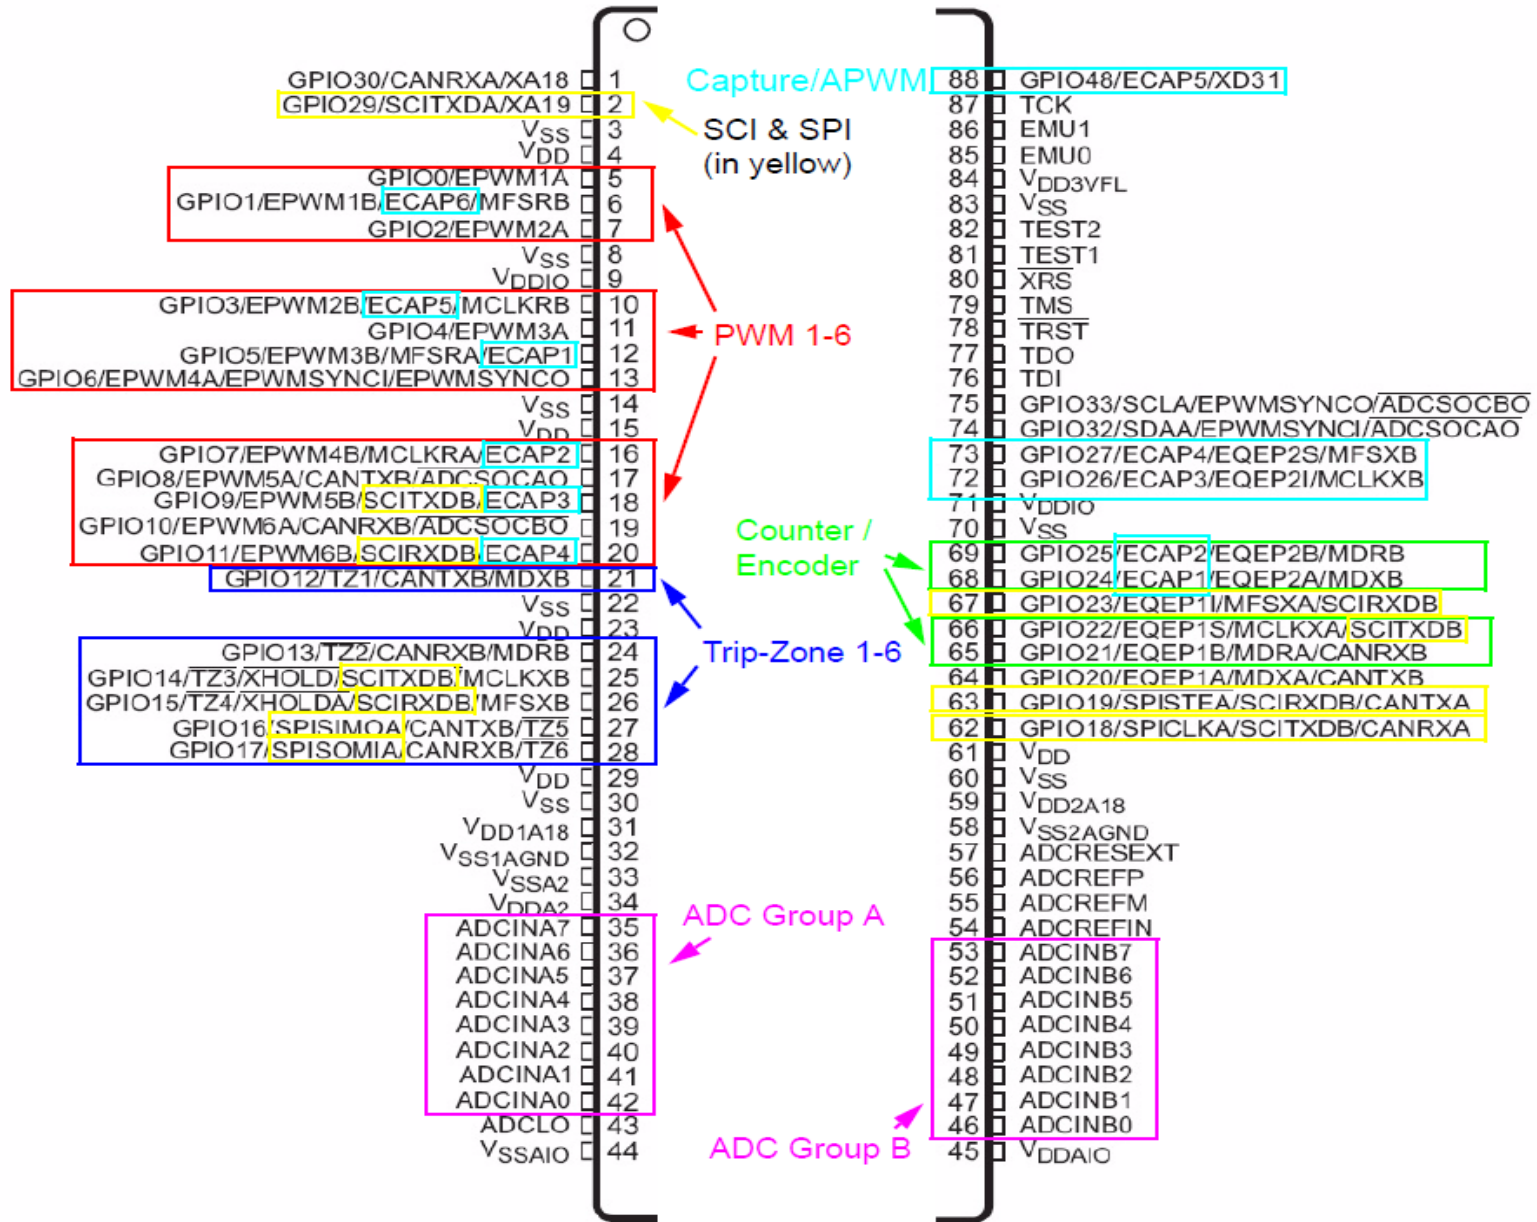 GPIO30/CANRXA/XA18 1
GPIO29/SCITXDA/XA19 2
VSS 3
VDD 4
GPIO0/EPWM1A 5
GPIO1/EPWM1B/ECAP6/MFSRB 6
GPIO2/EPWM2A 7
VSS 8
VDDIO 9
GPIO3/EPWM2B/ECAP5/MCLKRB 10
GPIO4/EPWM3A 11
GPIO5/EPWM3B/MFSRA/ECAP1 12
GPIO6/EPWM4A/EPWMSYNCI/EPWMSYNCO 13
VSS 14
VDD 15
GPIO7/EPWM4B/MCLKRA/ECAP2 16
GPIO8/EPWM5A/CANTXB/ADCSOCAO 17
GPIO9/EPWM5B/SCITXDB/ECAP3 18
GPIO10/EPWM6A/CANRXB/ADCSOCBO 19
GPIO11/EPWM6B/SCIRXDB/ECAP4 20
GPIO12/TZ1/CANTXB/MDXB 21
VSS 22
VDD 23
GPIO13/TZ2/CANRXB/MDRB 24
GPIO14/TZ3/XHOLD/SCITXDB/MCLKXB 25
GPIO15/TZ4/XHOLDA/SCIRXDB/MFSXB 26
GPIO16/SPISIMOA/CANTXB/TZ5 27
GPIO17/SPISOMIA/CANRXB/TZ6 28
VDD 29
VSS 30
VDD1A18 31
VSS1AGND 32
VSSA2 33
VDDA2 34
ADCINA7 35
ADCINA6 36
ADCINA5 37
ADCINA4 38
ADCINA3 39
ADCINA2 40
ADCINA1 41
ADCINA0 42
ADCLO 43
VSSAIO 44
Capture/APWM
SCI & SPI
(in yellow)
PWM 1-6
Counter /
Encoder
Trip-Zone 1-6
ADC Group A
ADC Group B
88 GPIO48/ECAP5/XD31
87 TCK
86 EMU1
85 EMU0
84 VDD3VFL
83 VSS
82 TEST2
81 TEST1
80 XRS
79 TMS
78 TRST
77 TDO
76 TDI
75 GPIO33/SCLA/EPWMSYNCO/ADCSOCBO
74 GPIO32/SDAA/EPWMSYNCI/ADCSOCAO
73 GPIO27/ECAP4/EQEP2S/MFSXB
72 GPIO26/ECAP3/EQEP2I/MCLKXB
71 VDDIO
70 VSS
69 GPIO25/ECAP2/EQEP2B/MDRB
68 GPIO24/ECAP1/EQEP2A/MDXB
67 GPIO23/EQEP1I/MFSXA/SCIRXDB
66 GPIO22/EQEP1S/MCLKXA/SCITXDB
65 GPIO21/EQEP1B/MDRA/CANRXB
64 GPIO20/EQEP1A/MDXA/CANTXB
63 GPIO19/SPISTEA/SCIRXDB/CANTXA
62 GPIO18/SPICLKA/SCITXDB/CANRXA
61 VDD
60 VSS
59 VDD2A18
58 VSS2AGND
57 ADCRESEXT
56 ADCREFP
55 ADCREFM
54 ADCREFIN
53 ADCINB7
52 ADCINB6
51 ADCINB5
50 ADCINB4
49 ADCINB3
48 ADCINB2
47 ADCINB1
46 ADCINB0
45 VDDAIO